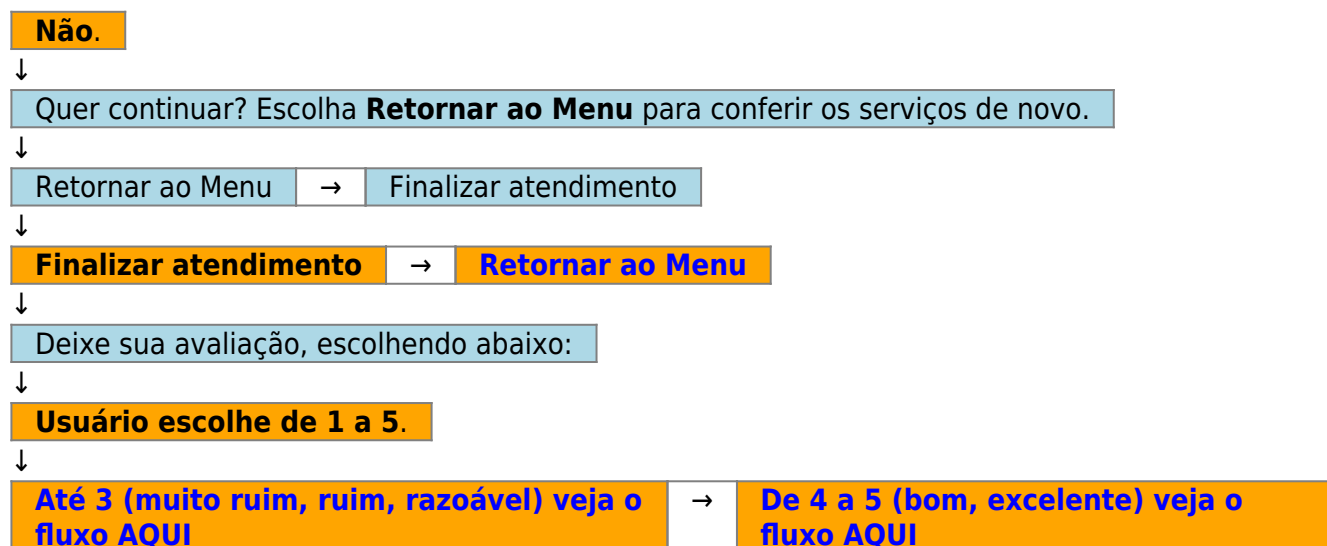 Não.
↓
Quer continuar? Escolha Retornar ao Menu para conferir os serviços de novo.
↓
Retornar ao Menu → Finalizar atendimento
↓
Finalizar atendimento → Retornar ao Menu
↓
Deixe sua avaliação, escolhendo abaixo:
↓
Usuário escolhe de 1 a 5.
↓
Até 3 (muito ruim, ruim, razoável) veja o
fluxo AQUI
→
De 4 a 5 (bom, excelente) veja o
fluxo AQUI